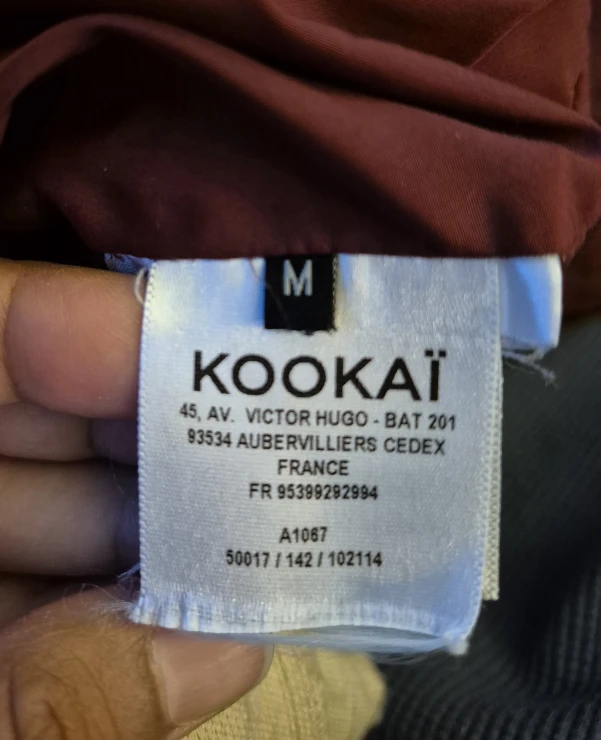 M
KOOKAÏ
45, AV. VICTOR HUGO - BAT 201
93534 AUBERVILLIERS CEDEX
FRANCE
FR 95399292994
A1067
50017 / 142 / 102114